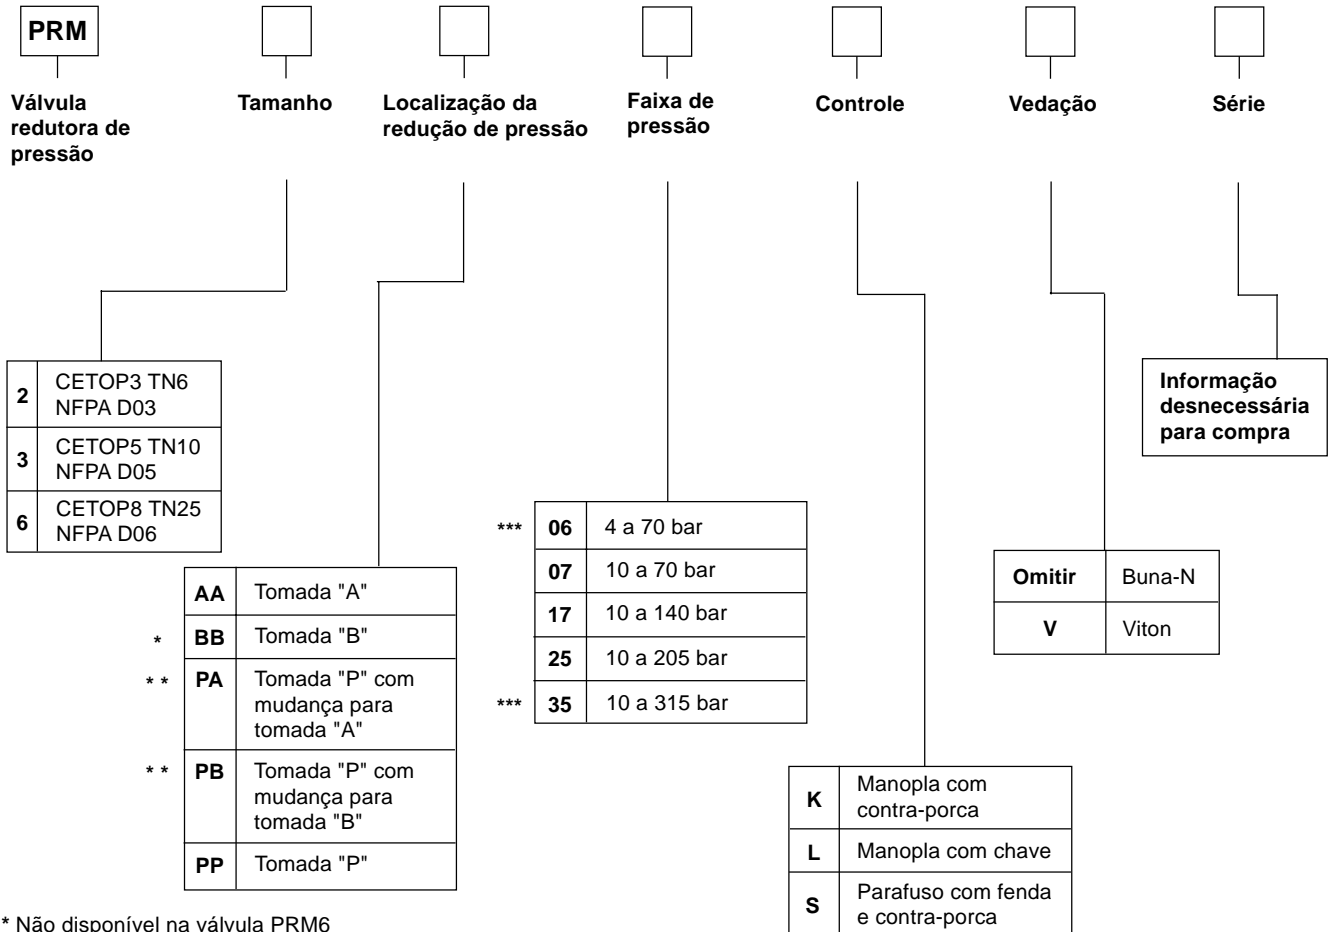 PRM
Válvula
redutora de
pressão
Tamanho
Localização da
redução de pressão
Faixa de
pressão
Controle
Vedação
Série
2 CETOP3 TN6
NFPA D03
3 CETOP5 TN10
NFPA D05
6 CETOP8 TN25
NFPA D06
AA Tomada "A"
* BB Tomada "B"
* * PA Tomada "P" com
mudança para
tomada "A"
* * PB Tomada "P" com
mudança para
tomada "B"
PP Tomada "P"
*** 06 4 a 70 bar
07 10 a 70 bar
17 10 a 140 bar
25 10 a 205 bar
*** 35 10 a 315 bar
K Manopla com
contra-porca
L Manopla com chave
S Parafuso com fenda
e contra-porca
Omitir Buna-N
V Viton
Informação
desnecessária
para compra
* Não disponível na válvula PRM6